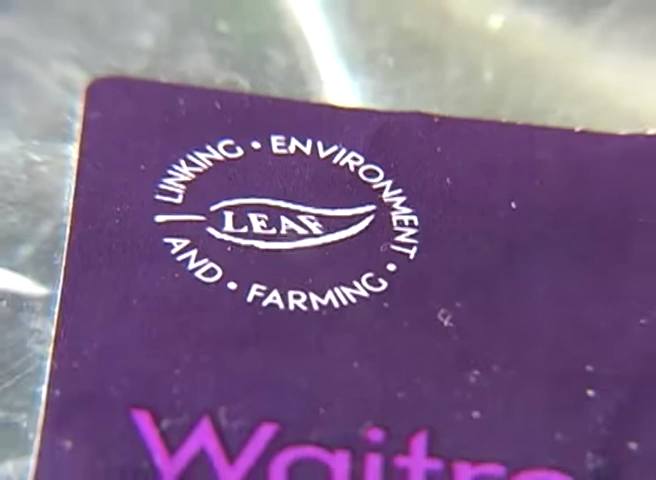 LINKING • ENVIRONMENT •
LEAF
AND • FARMING
Waitro